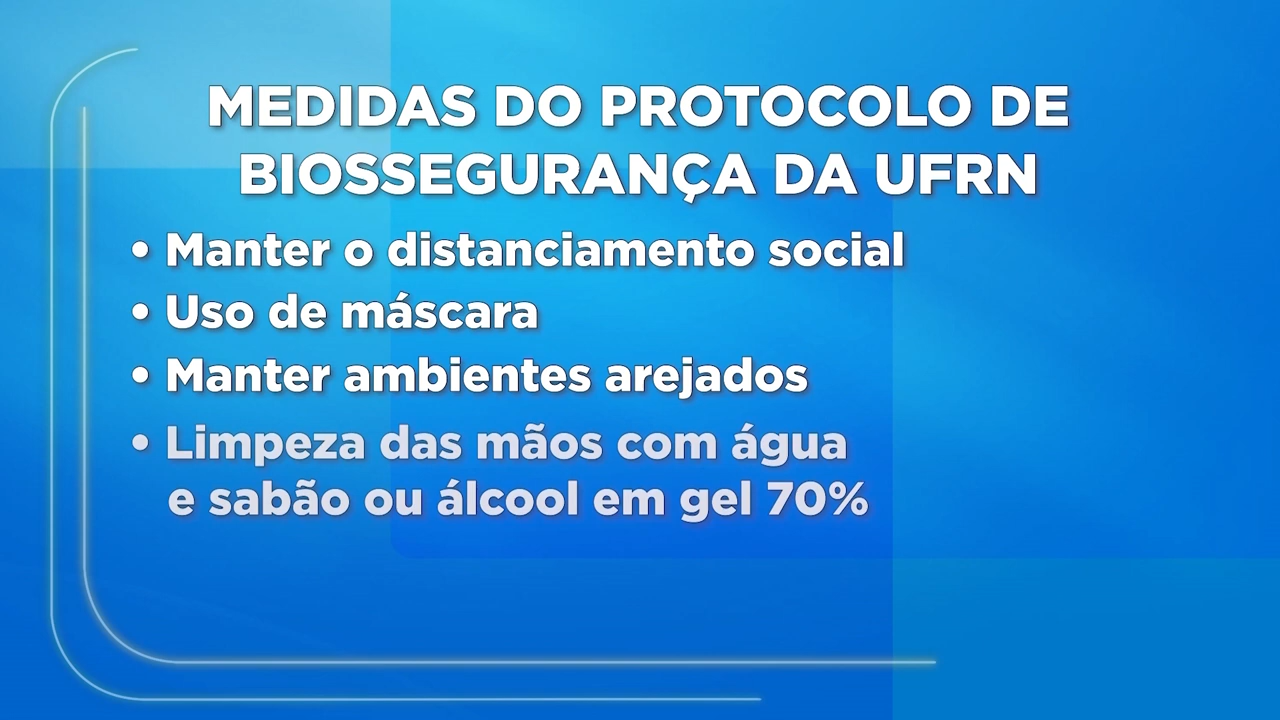 MEDIDAS DO PROTOCOLO DE
BIOSSEGURANÇA DA UFRN
• Manter o distanciamento social
• Uso de máscara
• Manter ambientes arejados
• Limpeza das mãos com água
e sabão ou álcool em gel 70%